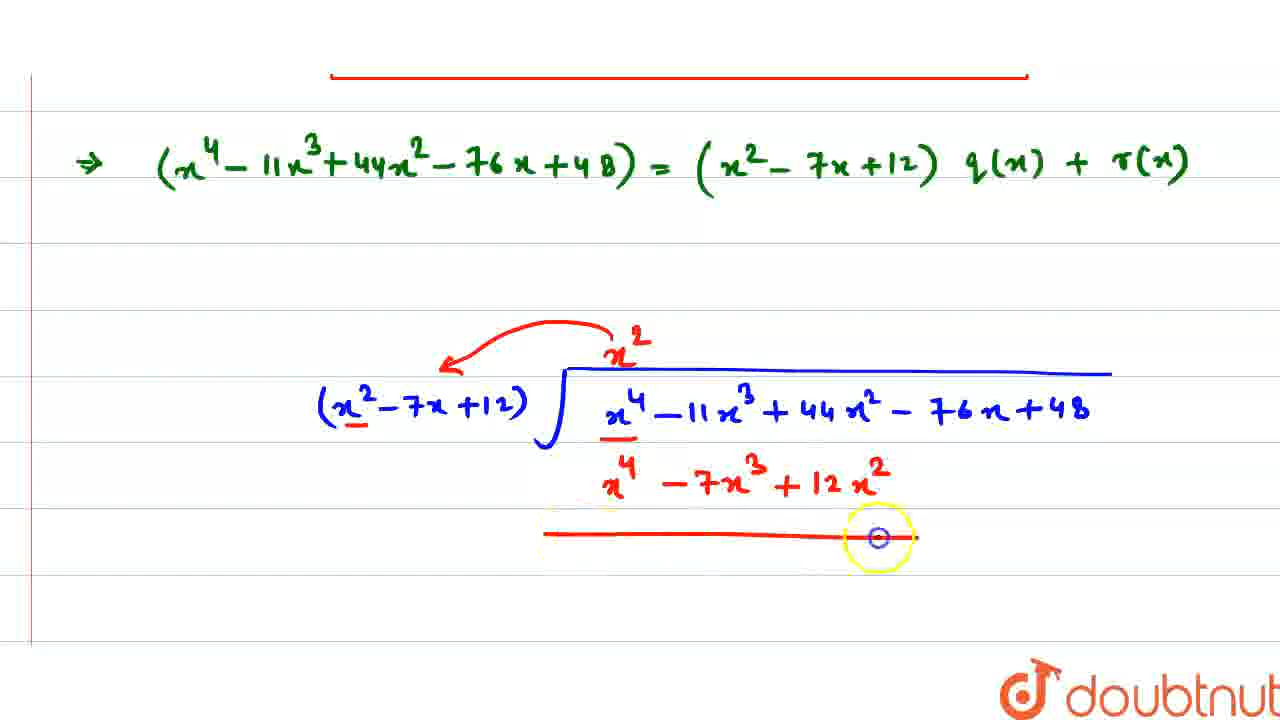 ⇒ (x⁴ - 11x³ + 44x² - 76x + 48) = (x² - 7x + 12) q(x) + r(x)
x²
(x² - 7x + 12) √ x⁴ - 11x³ + 44x² - 76x + 48
x⁴ - 7x³ + 12x²
doubtnut